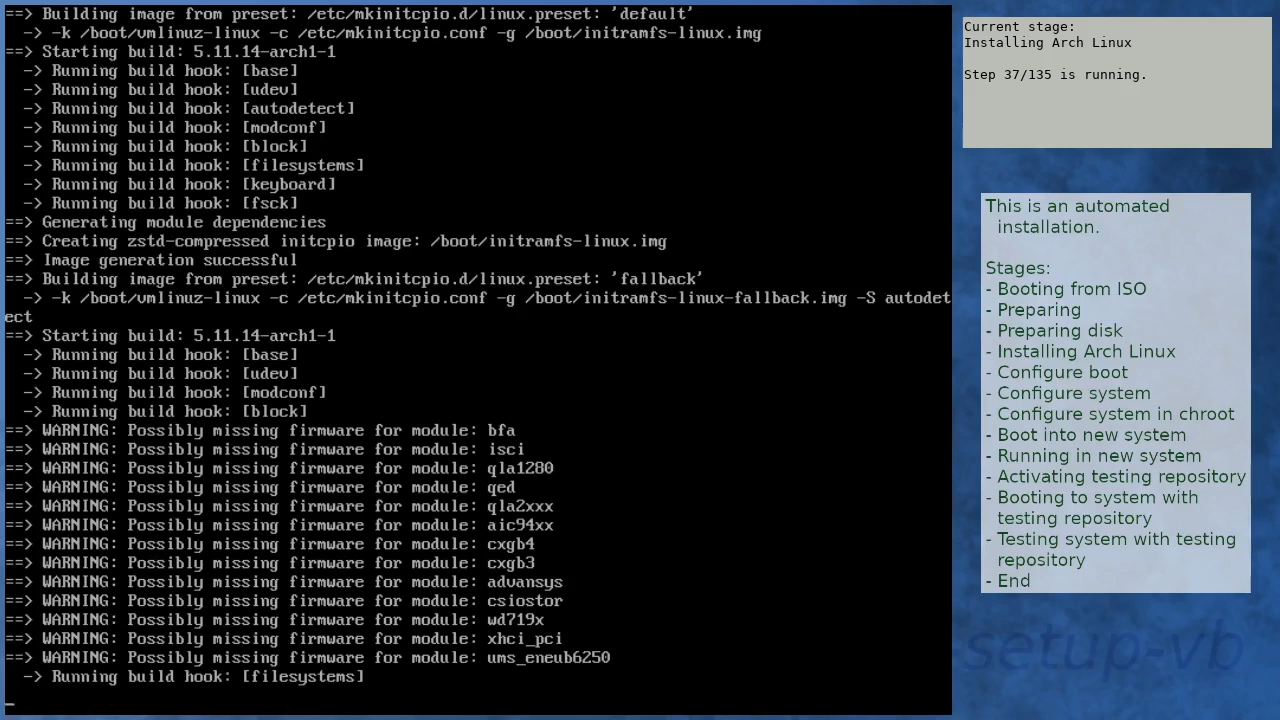 ==> Building image from preset: /etc/mkinitcpio.d/linux.preset: 'default'
  -> -k /boot/vmlinuz-linux -c /etc/mkinitcpio.conf -g /boot/initramfs-linux.img
==> Starting build: 5.11.14-arch1-1
  -> Running build hook: [base]
  -> Running build hook: [udev]
  -> Running build hook: [autodetect]
  -> Running build hook: [modconf]
  -> Running build hook: [block]
  -> Running build hook: [filesystems]
  -> Running build hook: [keyboard]
  -> Running build hook: [fsck]
==> Generating module dependencies
==> Creating zstd-compressed initcpio image: /boot/initramfs-linux.img
==> Image generation successful
==> Building image from preset: /etc/mkinitcpio.d/linux.preset: 'fallback'
  -> -k /boot/vmlinuz-linux -c /etc/mkinitcpio.conf -g /boot/initramfs-linux-fallback.img -S autodet
ect
==> Starting build: 5.11.14-arch1-1
  -> Running build hook: [base]
  -> Running build hook: [udev]
  -> Running build hook: [modconf]
  -> Running build hook: [block]
==> WARNING: Possibly missing firmware for module: bfa
==> WARNING: Possibly missing firmware for module: isci
==> WARNING: Possibly missing firmware for module: qla1280
==> WARNING: Possibly missing firmware for module: qed
==> WARNING: Possibly missing firmware for module: qla2xxx
==> WARNING: Possibly missing firmware for module: aic94xx
==> WARNING: Possibly missing firmware for module: cxgb4
==> WARNING: Possibly missing firmware for module: cxgb3
==> WARNING: Possibly missing firmware for module: advansys
==> WARNING: Possibly missing firmware for module: csiostor
==> WARNING: Possibly missing firmware for module: wd719x
==> WARNING: Possibly missing firmware for module: xhci_pci
==> WARNING: Possibly missing firmware for module: ums_eneub6250
  -> Running build hook: [filesystems]
_
Current stage:
Installing Arch Linux
Step 37/135 is running.
This is an automated
installation.
Stages:
- Booting from ISO
- Preparing
- Preparing disk
- Installing Arch Linux
- Configure boot
- Configure system
- Configure system in chroot
- Boot into new system
- Running in new system
- Activating testing repository
- Booting to system with
testing repository
- Testing system with testing
repository
- End
setup-vb